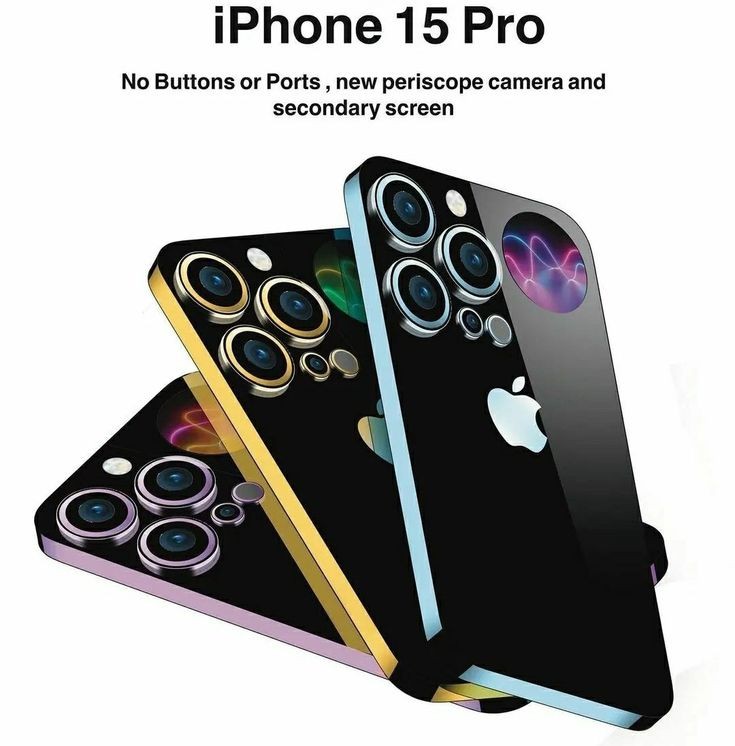 iPhone 15 Pro
No Buttons or Ports , new periscope camera and
secondary screen